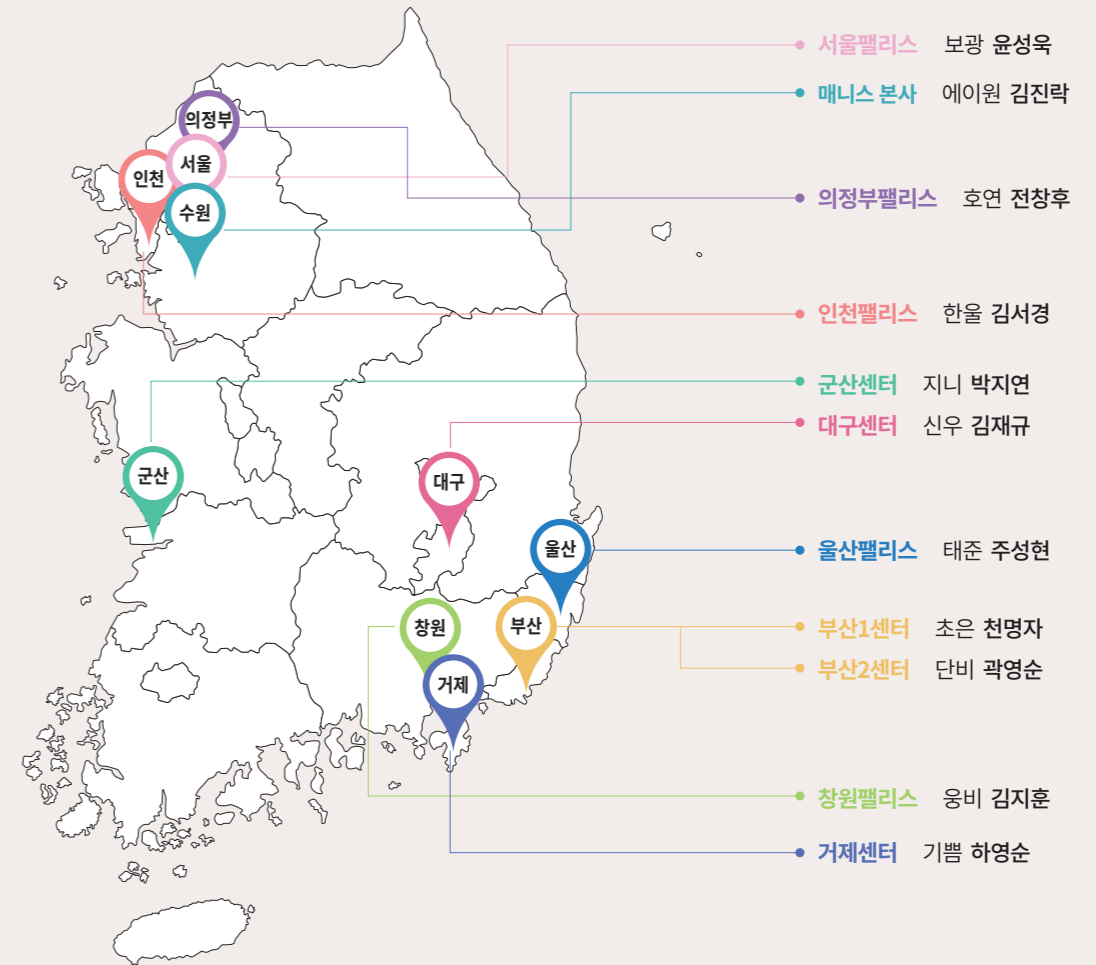 서울팰리스 보광 윤성욱
매니스 본사 에이원 김진락
의정부팰리스 호연 전창후
인천팰리스 한울 김서경
군산센터 지니 박지연
대구센터 신우 김재규
울산팰리스 태준 주성현
부산1센터 초은 천명자
부산2센터 단비 곽영순
창원팰리스 웅비 김지훈
거제센터 기쁨 하영순
의정부
서울
인천
수원
군산
대구
울산
창원
부산
거제